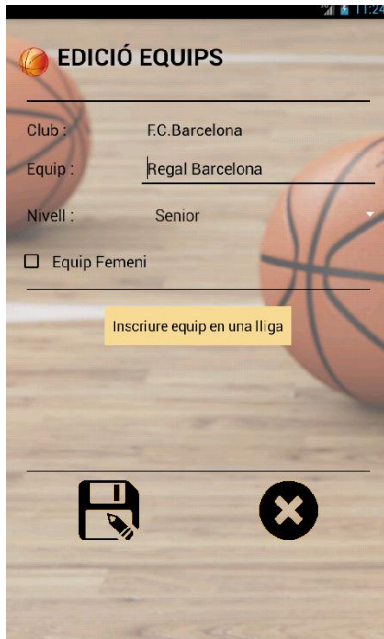 11:24
EDICIÓ EQUIPS
Club : F.C.Barcelona
Equip : Regal Barcelona
Nivell : Senior
Equip Femeni
Inscriure equip en una lliga